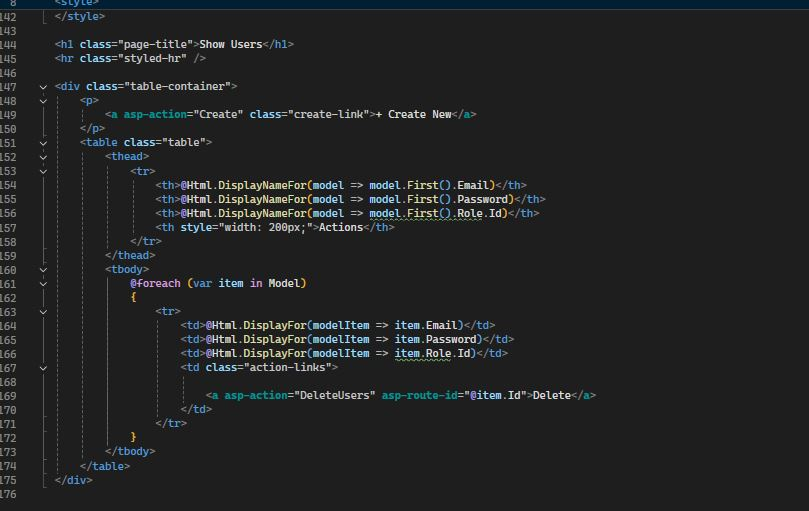 8 <style>
142 </style>
143
144 <h1 class="page-title">Show Users</h1>
145 <hr class="styled-hr" />
146
147 <div class="table-container">
148 <p>
149 <a asp-action="Create" class="create-link">+ Create New</a>
150 </p>
151 <table class="table">
152 <thead>
153 <tr>
154 <th>@Html.DisplayNameFor(model => model.First().Email)</th>
155 <th>@Html.DisplayNameFor(model => model.First().Password)</th>
156 <th>@Html.DisplayNameFor(model => model.First().Role.Id)</th>
157 <th style="width: 200px;">Actions</th>
158 </tr>
159 </thead>
160 <tbody>
161 @foreach (var item in Model)
162 {
163 <tr>
164 <td>@Html.DisplayFor(modelItem => item.Email)</td>
165 <td>@Html.DisplayFor(modelItem => item.Password)</td>
166 <td>@Html.DisplayFor(modelItem => item.Role.Id)</td>
167 <td class="action-links">
168
169 <a asp-action="DeleteUsers" asp-route-id="@item.Id">Delete</a>
170 </td>
171 </tr>
172 }
173 </tbody>
174 </table>
175 </div>
176